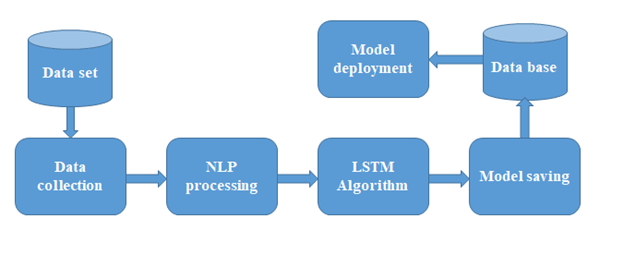 Data set
Model
deployment
Data base
Data
collection
NLP
processing
LSTM
Algorithm
Model saving